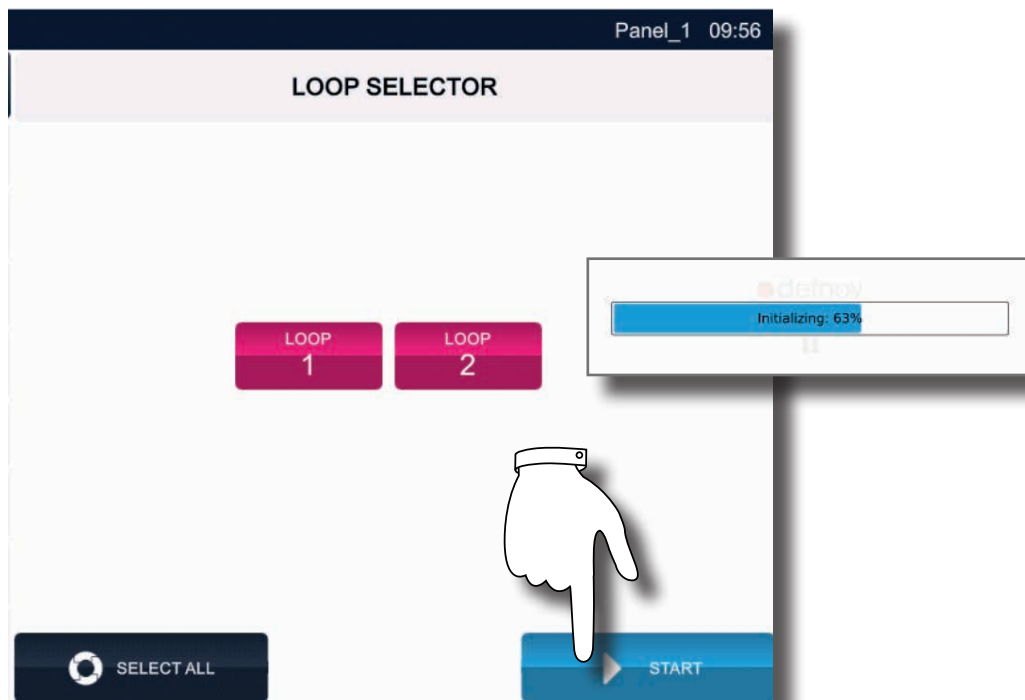 Panel_1 09:56
LOOP SELECTOR
LOOP
1
LOOP
2
Initializing: 63%
SELECT ALL
START